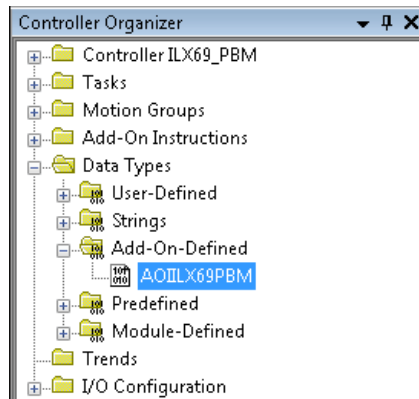 Controller Organizer
Controller ILX69_PBM
Tasks
Motion Groups
Add-On Instructions
Data Types
User-Defined
Strings
Add-On-Defined
AOIILX69PBM
Predefined
Module-Defined
Trends
I/O Configuration